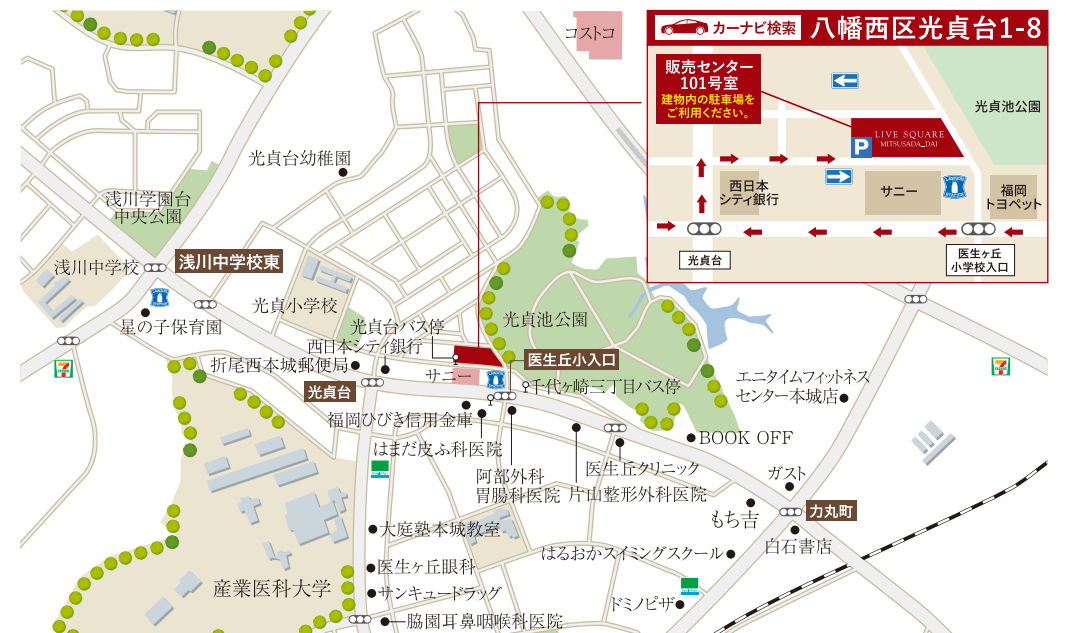 カーナビ検索 八幡西区光貞台1-8
販売センター
101号室
建物内の駐車場を
ご利用ください。
光貞池公園
LIVE SQUARE
MITSUSADA_DAI
P
西日本
シティ銀行
サニー
福岡
トヨペット
光貞台
医生ヶ丘
小学校入口
コストコ
光貞台幼稚園
浅川学園台
中央公園
浅川中学校
浅川中学校東
星の子保育園
光貞小学校
光貞台バス停
西日本シティ銀行
折尾西本城郵便局
サニー
光貞池公園
医生丘小入口
光貞台
千代ヶ崎三丁目バス停
福岡ひびき信用金庫
はまだ皮ふ科医院
阿部外科
胃腸科医院
片山整形外科医院
医生丘クリニック
エニタイムフィットネス
センター本城店
BOOK OFF
ガスト
もち吉
力丸町
白石書店
はるおかスイミングスクール
ドミノピザ
大庭塾本城教室
医生ヶ丘眼科
サンキュードラッグ
脇園耳鼻咽喉科医院
産業医科大学